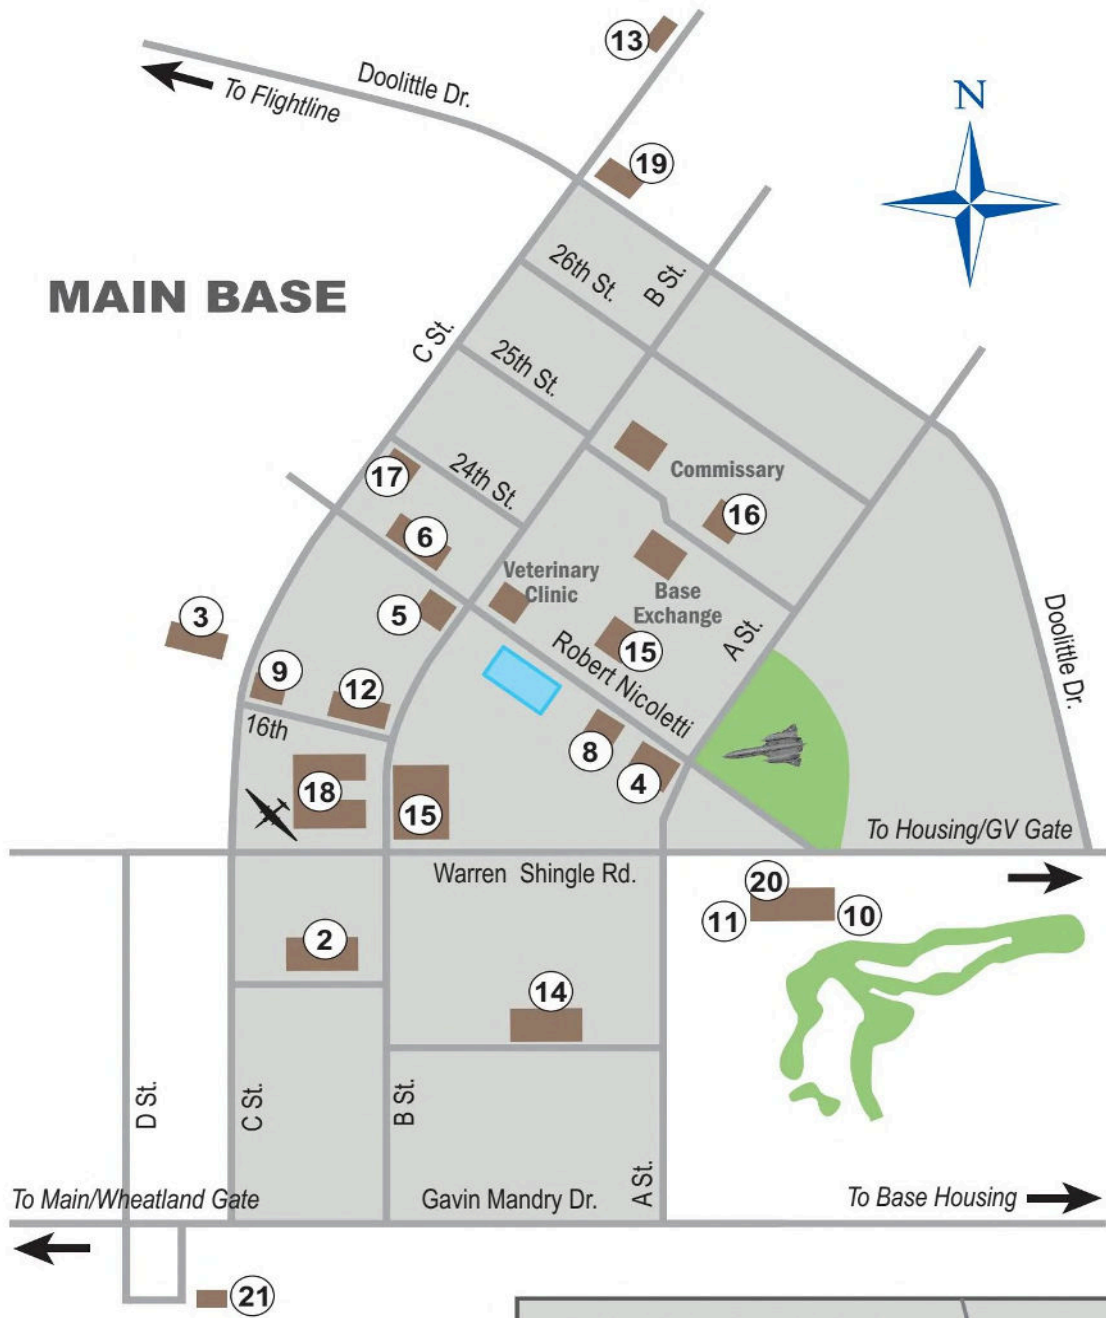 13
Doolittle Dr.
To Flightline
N
19
MAIN BASE
26th St.
B St.
C St.
25th St.
24th St.
Commissary
17
16
6
Veterinary
Clinic
Base
Exchange
A St.
3
5
15
Robert Nicoletti
Doolittle Dr.
9
12
16th
8
4
18
15
To Housing/GV Gate
Warren Shingle Rd.
20
11
10
2
14
D St.
C St.
B St.
A St.
To Main/Wheatland Gate
Gavin Mandry Dr.
To Base Housing
21